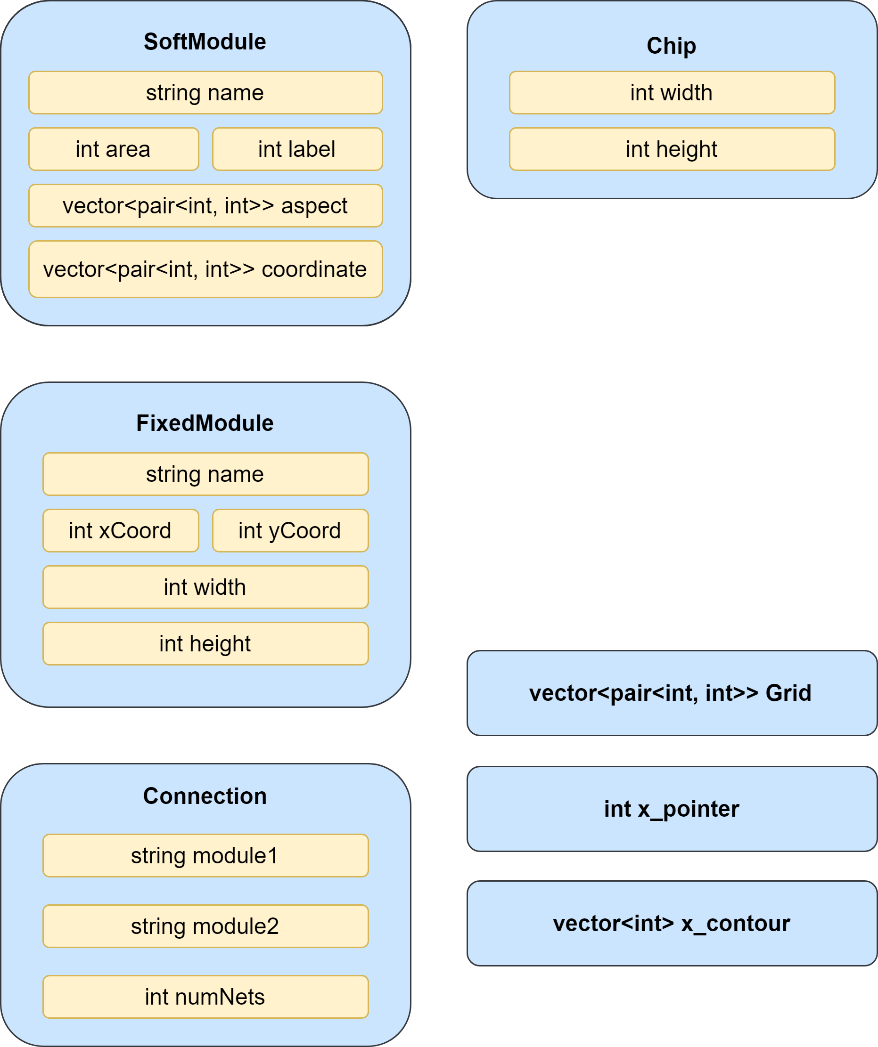 SoftModule
string name
int area
int label
vector<pair<int, int>> aspect
vector<pair<int, int>> coordinate
Chip
int width
int height
FixedModule
string name
int xCoord
int yCoord
int width
int height
Connection
string module1
string module2
int numNets
vector<pair<int, int>> Grid
int x_pointer
vector<int> x_contour